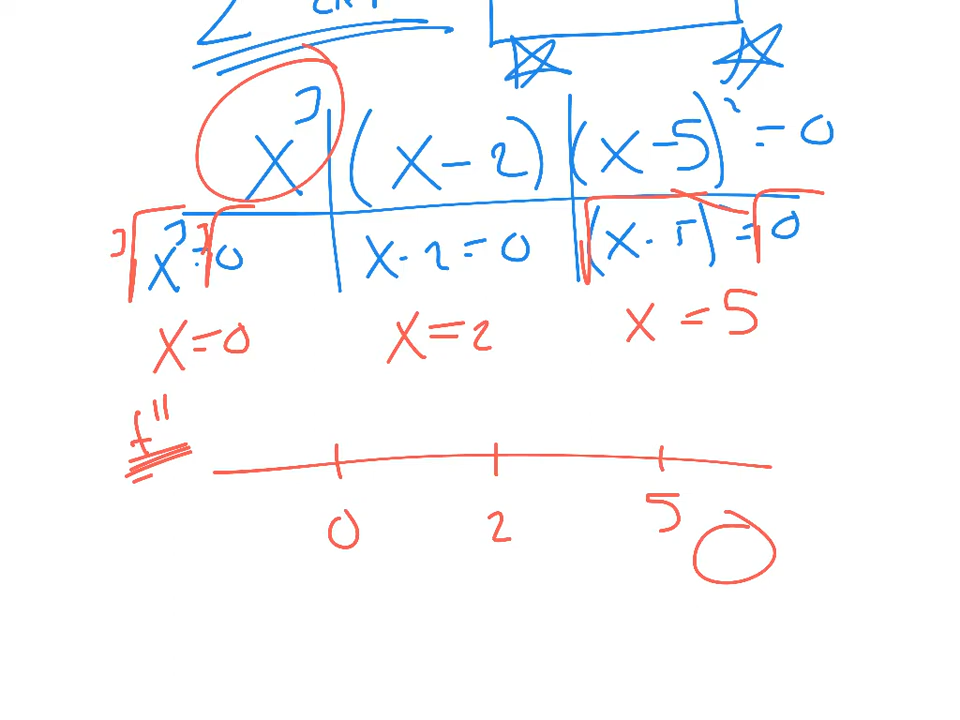 x³ (x-2) (x-5)² = 0
∛x³ = ∛0 x-2=0 √(x-5)² = √0
x=0 x=2 x=5
f''
0 2 5